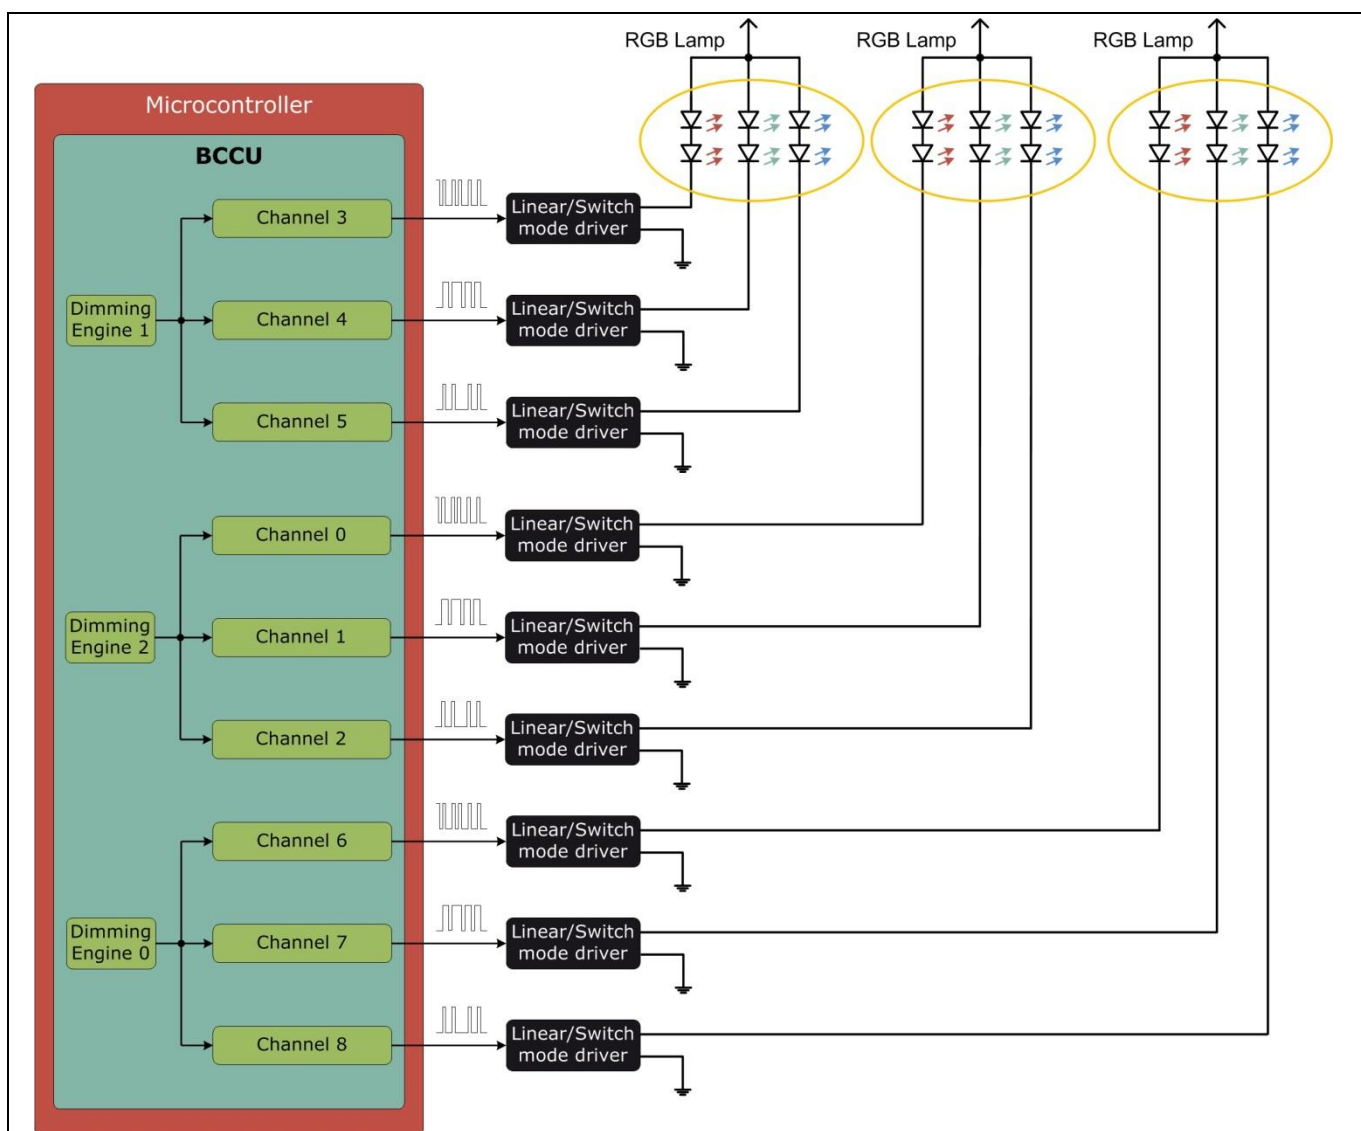 RGB Lamp
RGB Lamp
RGB Lamp
Microcontroller
BCCU
Channel 3
Linear/Switch
mode driver
Dimming
Engine 1
Channel 4
Linear/Switch
mode driver
Channel 5
Linear/Switch
mode driver
Channel 0
Linear/Switch
mode driver
Dimming
Engine 2
Channel 1
Linear/Switch
mode driver
Channel 2
Linear/Switch
mode driver
Channel 6
Linear/Switch
mode driver
Dimming
Engine 0
Channel 7
Linear/Switch
mode driver
Channel 8
Linear/Switch
mode driver